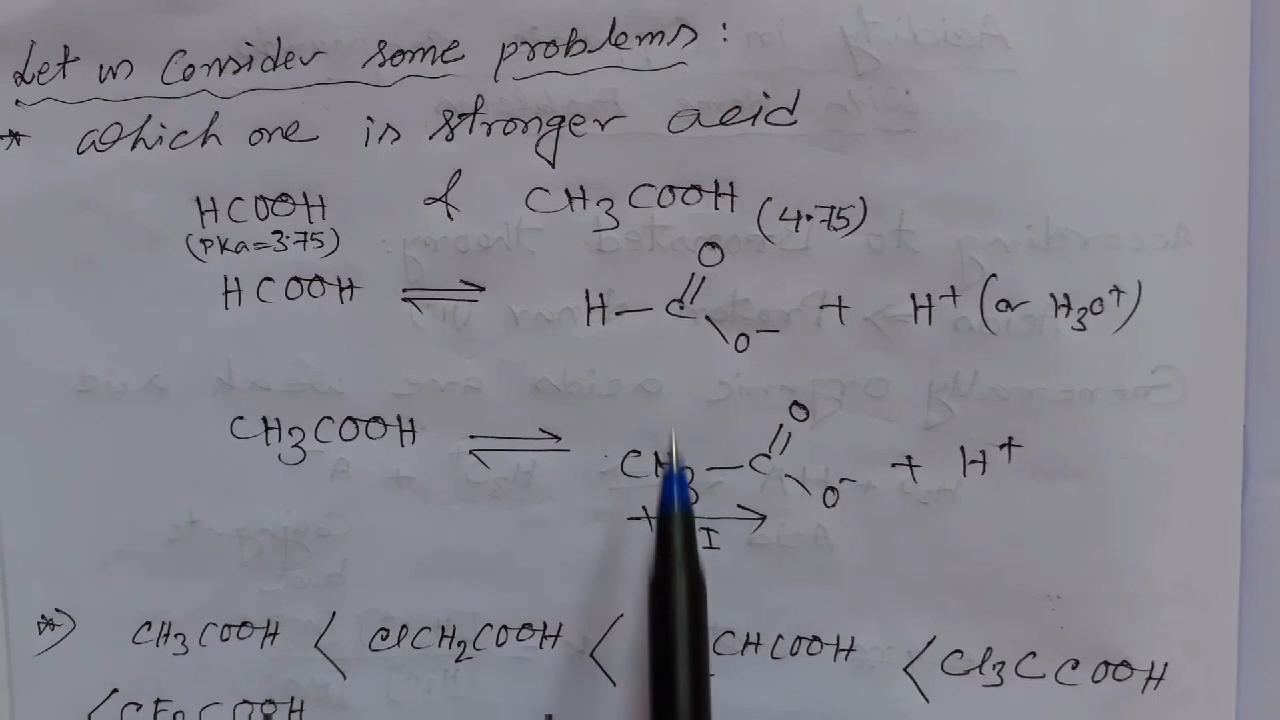 Let us Consider some problems:
* Which one is stronger acid
HCOOH & CH3COOH (4.75)
(PKa=3.75)
HCOOH ⇌ H—C(=O)—O⁻ + H⁺ (or H3O⁺)
CH3COOH ⇌ CH3—C(=O)—O⁻ + H⁺
+I
*) CH3COOH < ClCH2COOH < CHCOOH < Cl3CCOOH